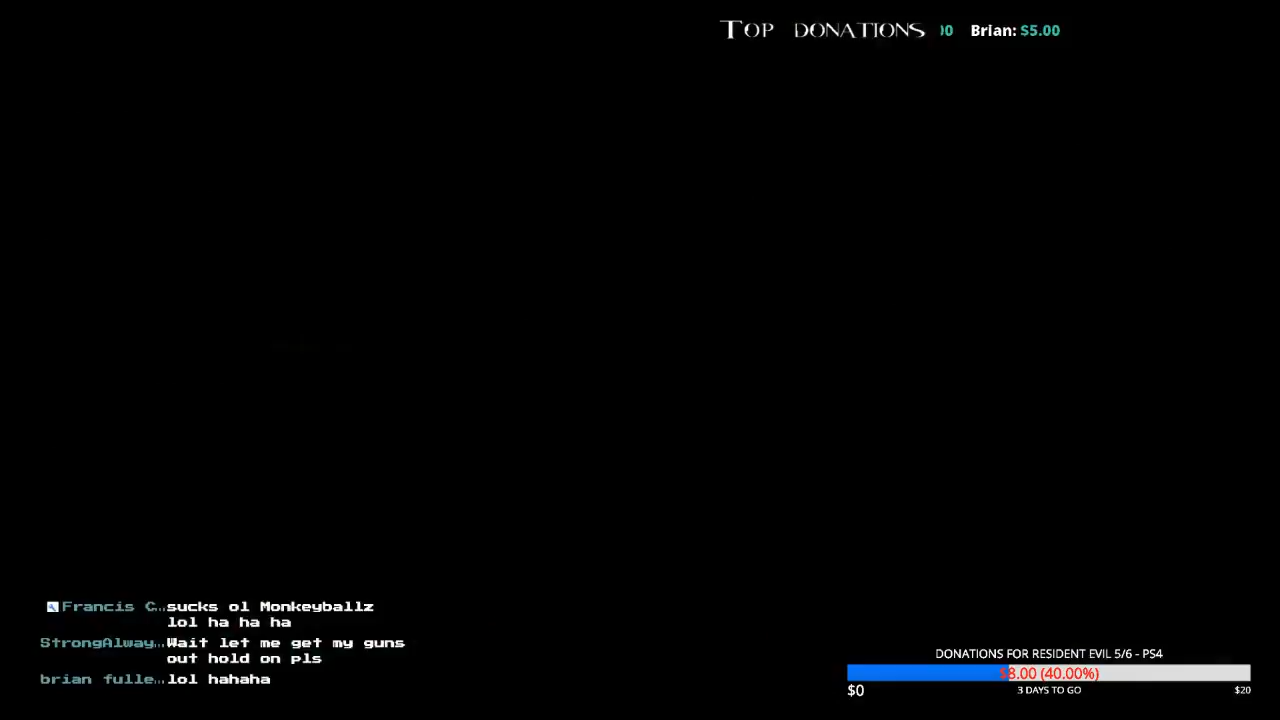 TOP DONATIONS 00 Brian: $5.00
Francis C… sucks ol Monkeyballz
lol ha ha ha
StrongAlway… Wait let me get my guns
out hold on pls
brian fulle… lol hahaha
DONATIONS FOR RESIDENT EVIL 5/6 - PS4
$8.00 (40.00%)
$0 3 DAYS TO GO $20